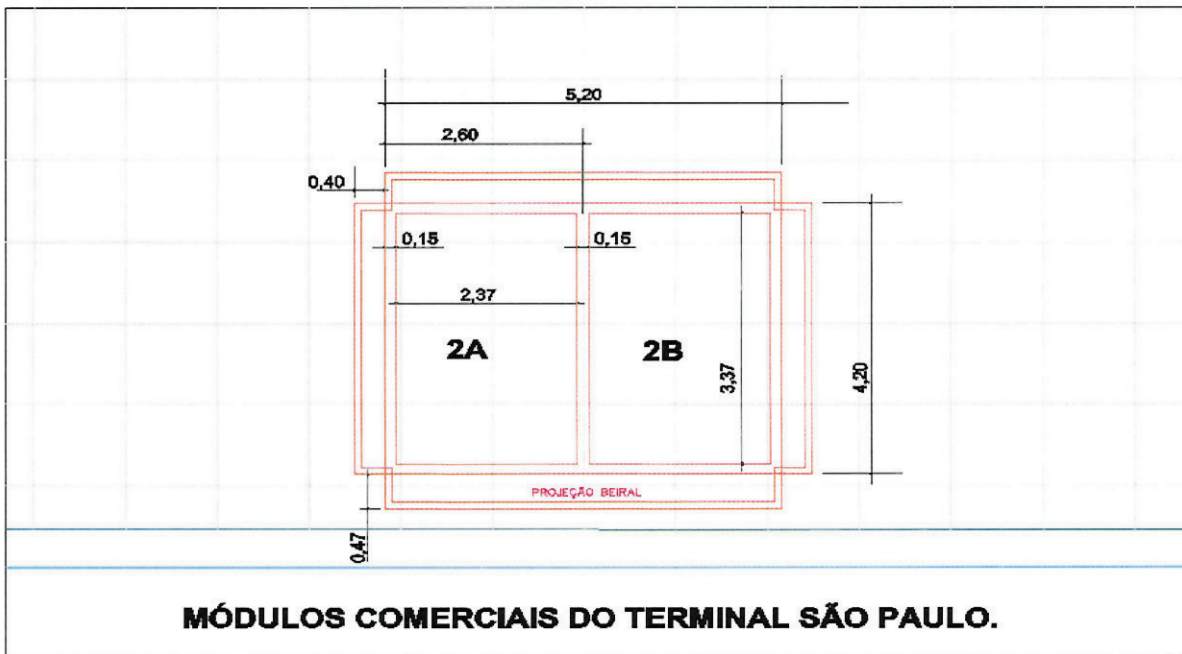 5,20
2,60
0,40
0,15
0,15
2,37
2A
2B
3,37
4,20
PROJEÇÃO BEIRAL
0,47
MÓDULOS COMERCIAIS DO TERMINAL SÃO PAULO.